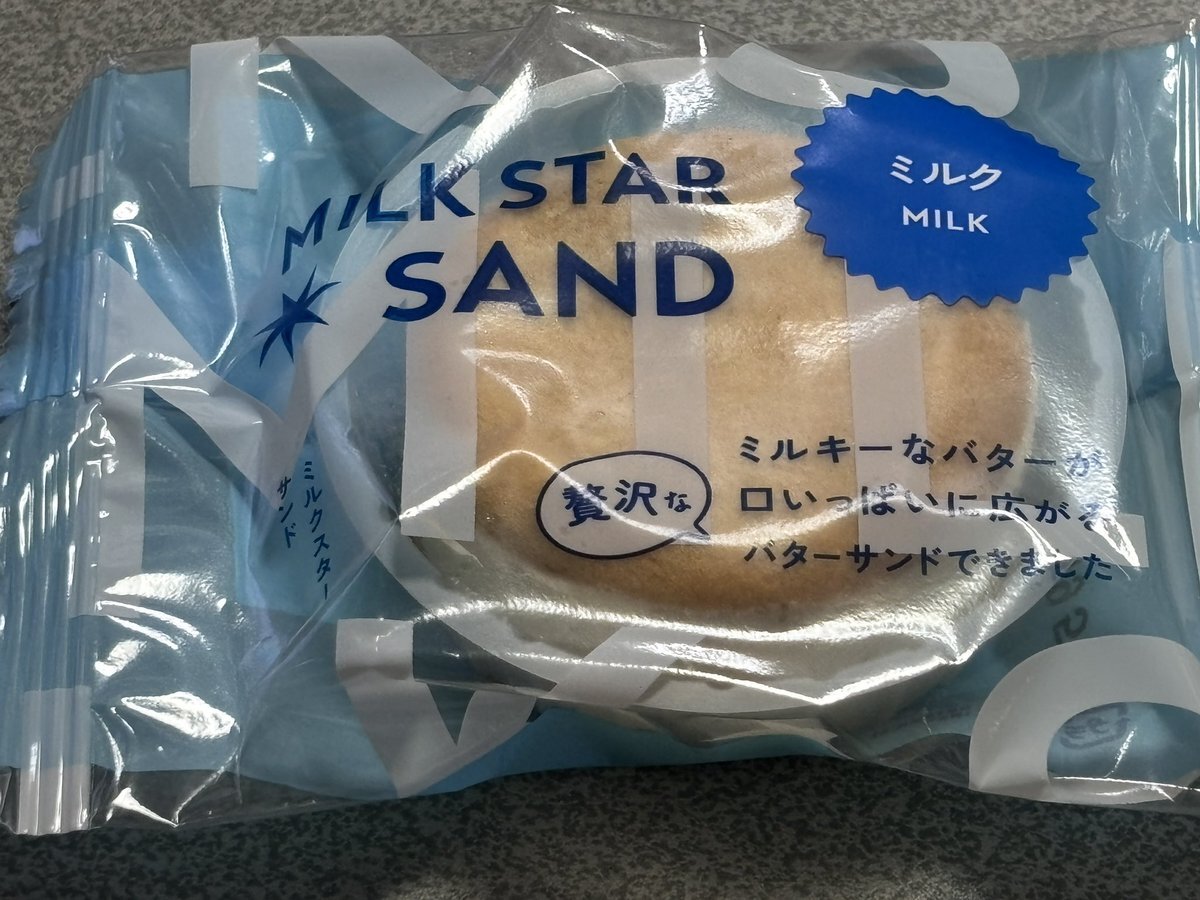 MILK STAR
SAND
ミルク
MILK
ミルクスター
サンド
贅沢な
ミルキーなバターが
口いっぱいに広がる
バターサンドできました